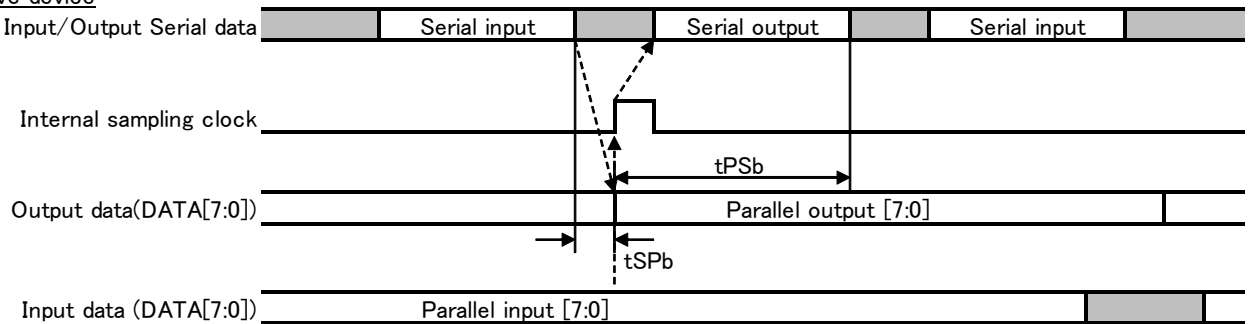 device
Input/Output Serial data Serial input Serial output Serial input
Internal sampling clock
tPSb
Output data(DATA[7:0]) Parallel output [7:0]
tSPb
Input data (DATA[7:0]) Parallel input [7:0]